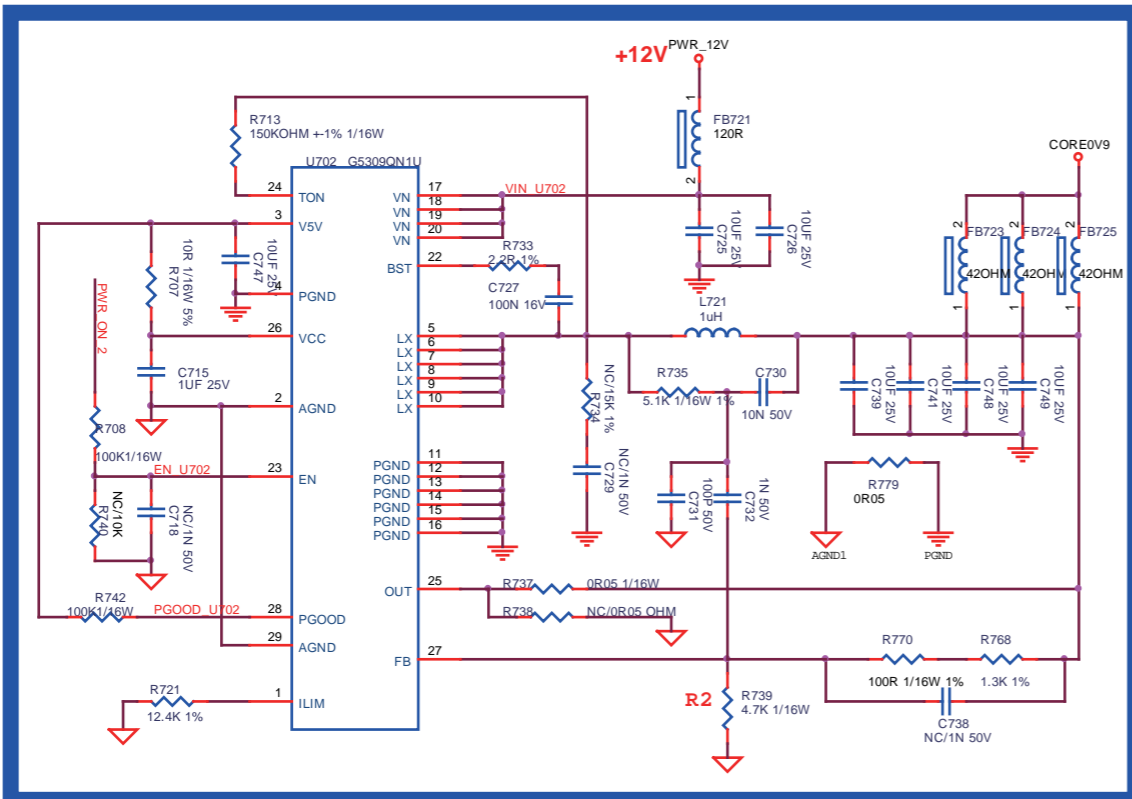 +12V
PWR_12V
1
FB721
120R
2
R713
150KOHM +-1% 1/16W
U702 G5309QN1U
24
TON
3
V5V
4
PGND
26
VCC
2
AGND
23
EN
28
PGOOD
29
AGND
1
ILIM
17
VN
18
VN
19
VN
20
VN
22
BST
5
LX
6
LX
7
LX
8
LX
9
LX
10
LX
11
PGND
12
PGND
13
PGND
14
PGND
15
PGND
16
PGND
25
OUT
27
FB
VIN_U702
10UF 25V
C725
10UF 25V
C726
R733
2.2R 1%
C727
100N 16V
L721
1uH
CORE0V9
2
FB723
42OHM
1
2
FB724
42OHM
1
2
FB725
42OHM
1
10R 1/16W 5%
R707
10UF 25V
C747
PWR_ON_2
C715
1UF 25V
R708
100K1/16W
EN_U702
NC/10K
R740
NC/1N 50V
C718
R742
100K1/16W
PGOOD_U702
R721
12.4K 1%
NC/15K 1%
R734
NC/1N 50V
C729
R735
5.1K 1/16W 1%
C730
10N 50V
100P 50V
C731
1N 50V
C732
10UF 25V
C739
10UF 25V
C741
10UF 25V
C748
10UF 25V
C749
R779
0R05
AGND1
PGND
R737
0R05 1/16W
R738
NC/0R05 OHM
R770
100R 1/16W 1%
R768
1.3K 1%
C738
NC/1N 50V
R2
R739
4.7K 1/16W